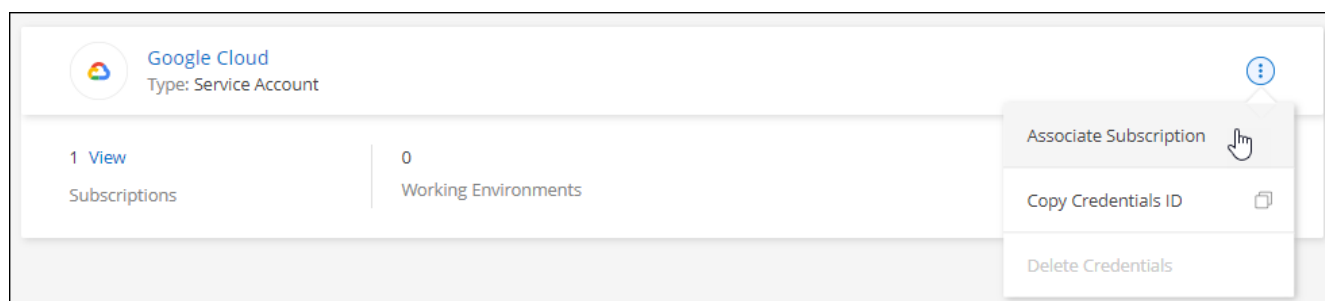 Google Cloud
Type: Service Account
Associate Subscription
1 View
0
Subscriptions
Working Environments
Copy Credentials ID
Delete Credentials